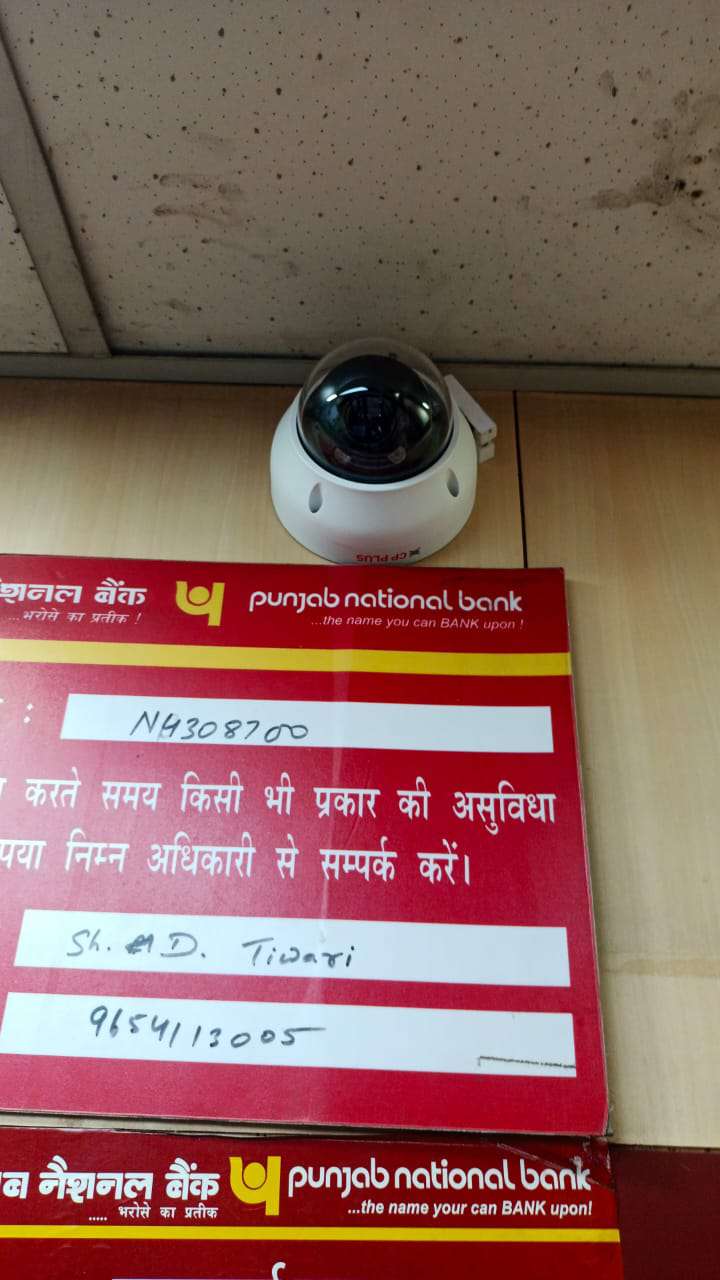 CP PLUS
शनल बैंक punjab national bank
...भरोसे का प्रतीक ! ...the name you can BANK upon !
: NH308700
करते समय किसी भी प्रकार की असुविधा
पया निम्न अधिकारी से सम्पर्क करें।
Sh. D. Tiwari
9654113005
ब नैशनल बैंक punjab national bank
..... भरोसे का प्रतीक ...the name your can BANK upon!